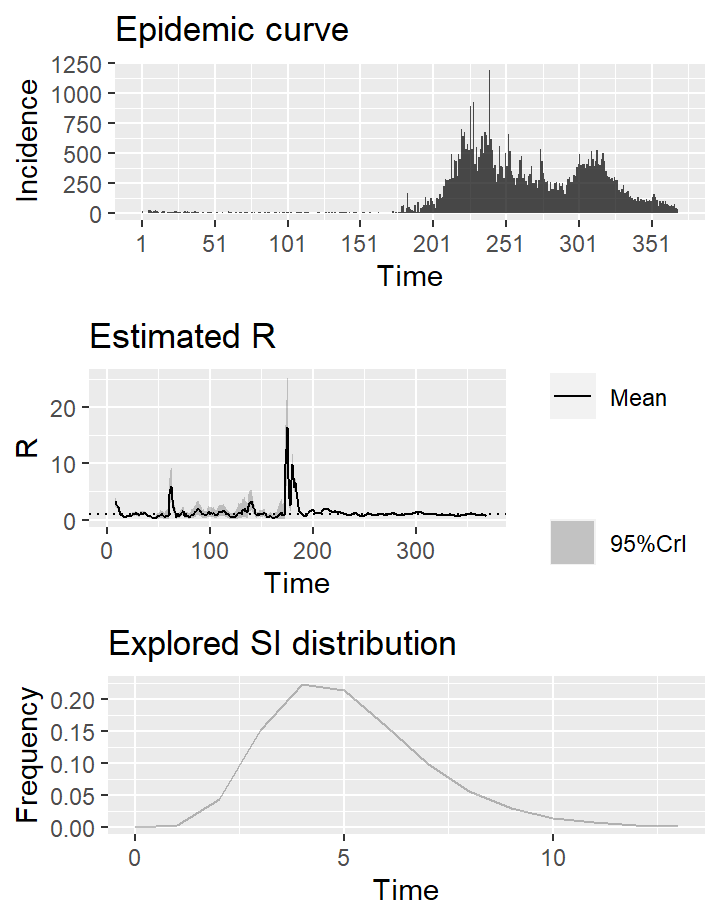 Epidemic curve
Incidence
1250
1000
750
500
250
0
1 51 101 151 201 251 301 351
Time
Estimated R
R
20
10
0
0 100 200 300
Time
Mean
95%CrI
Explored SI distribution
Frequency
0.20
0.15
0.10
0.05
0.00
0 5 10
Time